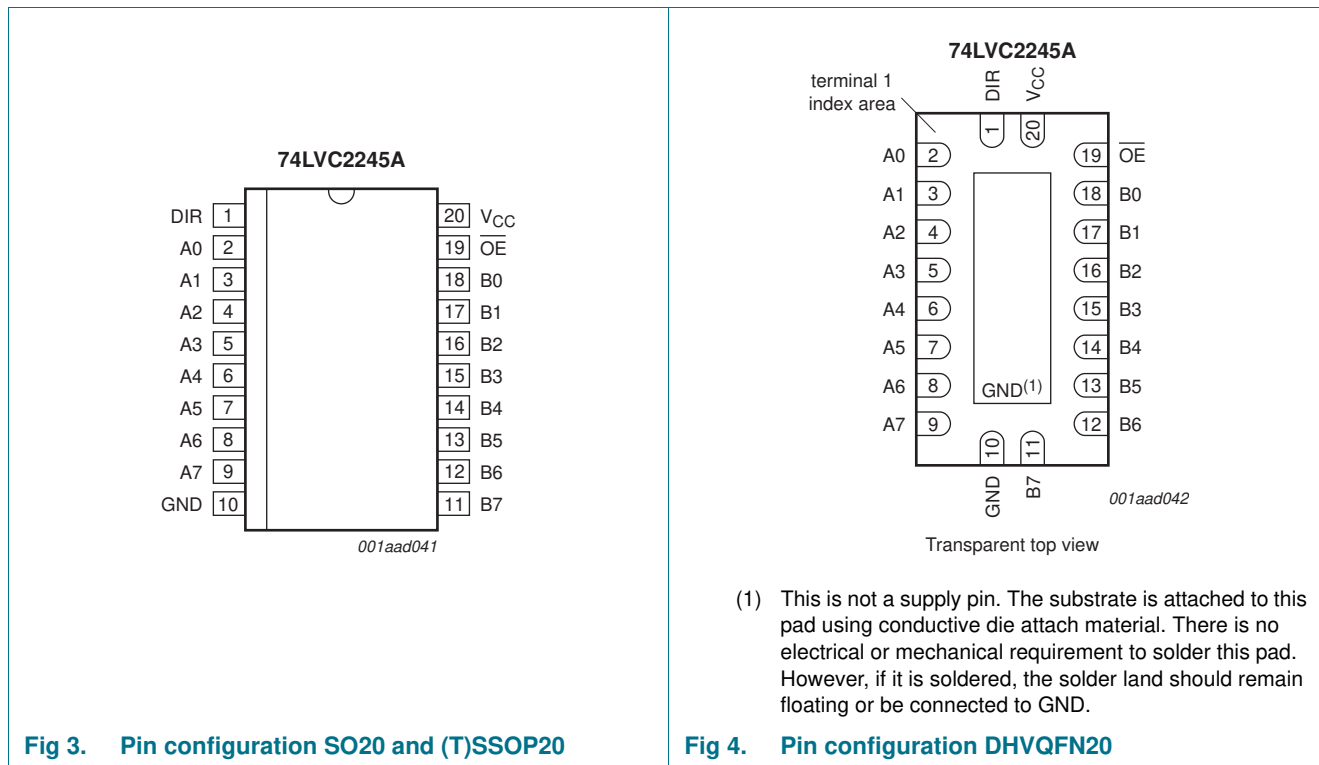 74LVC2245A
DIR 1 20 VCC
A0 2 19 OE
A1 3 18 B0
A2 4 17 B1
A3 5 16 B2
A4 6 15 B3
A5 7 14 B4
A6 8 13 B5
A7 9 12 B6
GND 10 11 B7
001aad041
Fig 3. Pin configuration SO20 and (T)SSOP20
74LVC2245A
terminal 1
index area
DIR VCC
1 20
A0 2 19 OE
A1 3 18 B0
A2 4 17 B1
A3 5 16 B2
A4 6 15 B3
A5 7 14 B4
A6 8 GND(1) 13 B5
A7 9 12 B6
10 11
GND B7
001aad042
Transparent top view
(1) This is not a supply pin. The substrate is attached to this
pad using conductive die attach material. There is no
electrical or mechanical requirement to solder this pad.
However, if it is soldered, the solder land should remain
floating or be connected to GND.
Fig 4. Pin configuration DHVQFN20